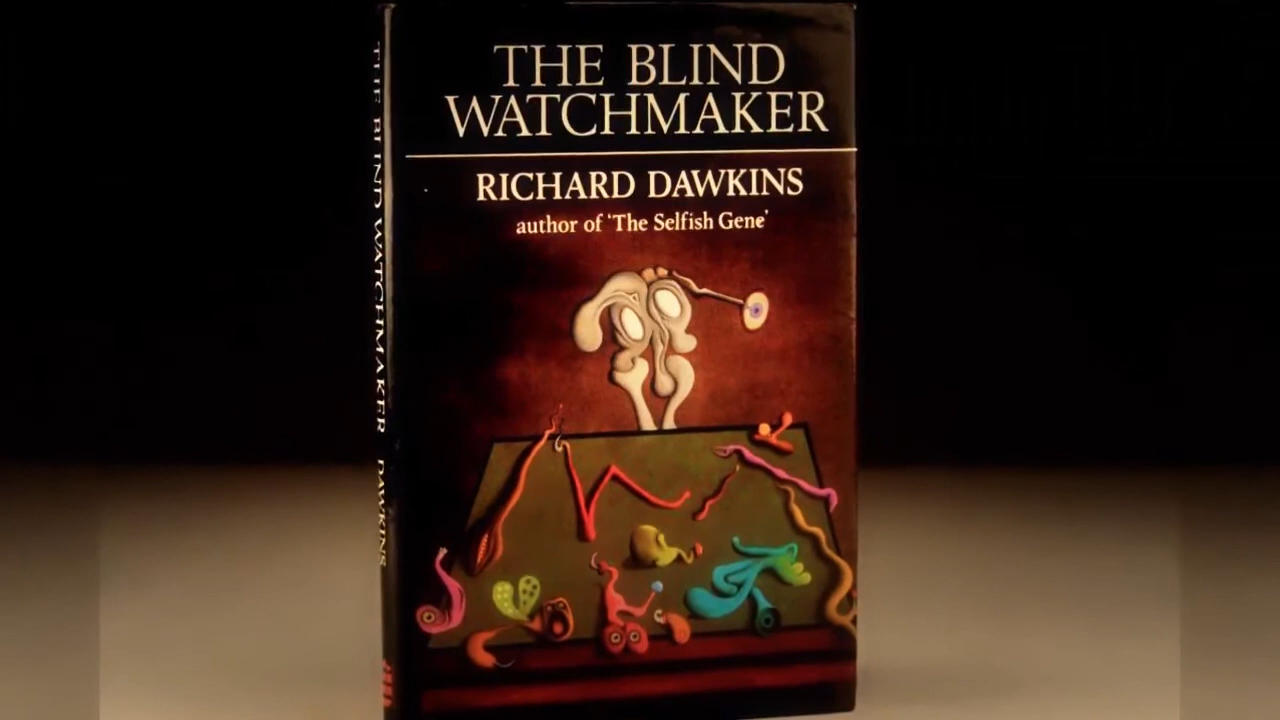 THE BLIND
WATCHMAKER
RICHARD DAWKINS
author of 'The Selfish Gene'
THE BLIND WATCHMAKER DAWKINS